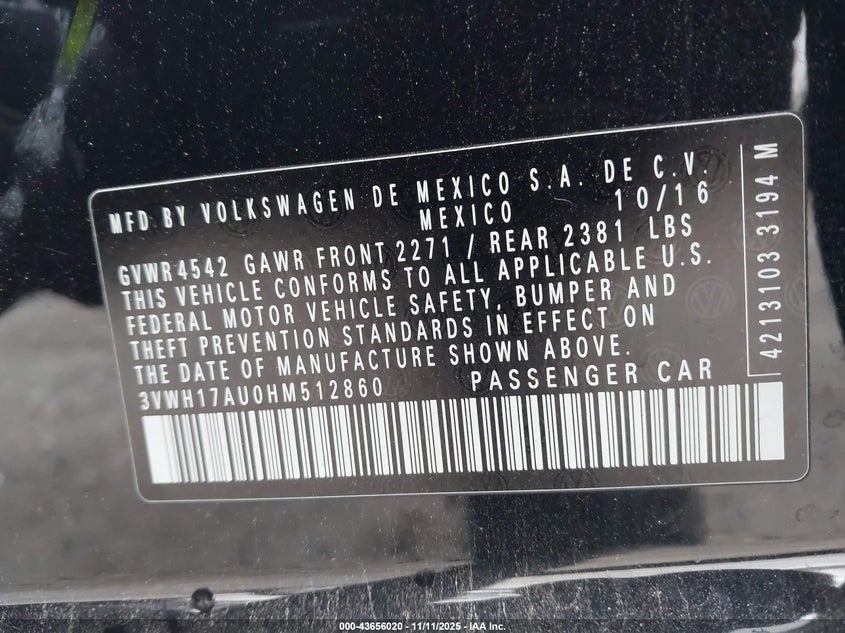 MFD BY VOLKSWAGEN DE MEXICO S.A. DE C.V.
MEXICO 10/16
GVWR 4542 GAWR FRONT 2271 / REAR 2381 LBS
THIS VEHICLE CONFORMS TO ALL APPLICABLE U.S.
FEDERAL MOTOR VEHICLE SAFETY, BUMPER AND
THEFT PREVENTION STANDARDS IN EFFECT ON
THE DATE OF MANUFACTURE SHOWN ABOVE.
3VWH17AU0HM512860 PASSENGER CAR
4213103 3194 M
000-43656020 - 11/11/2025 - IAA Inc.